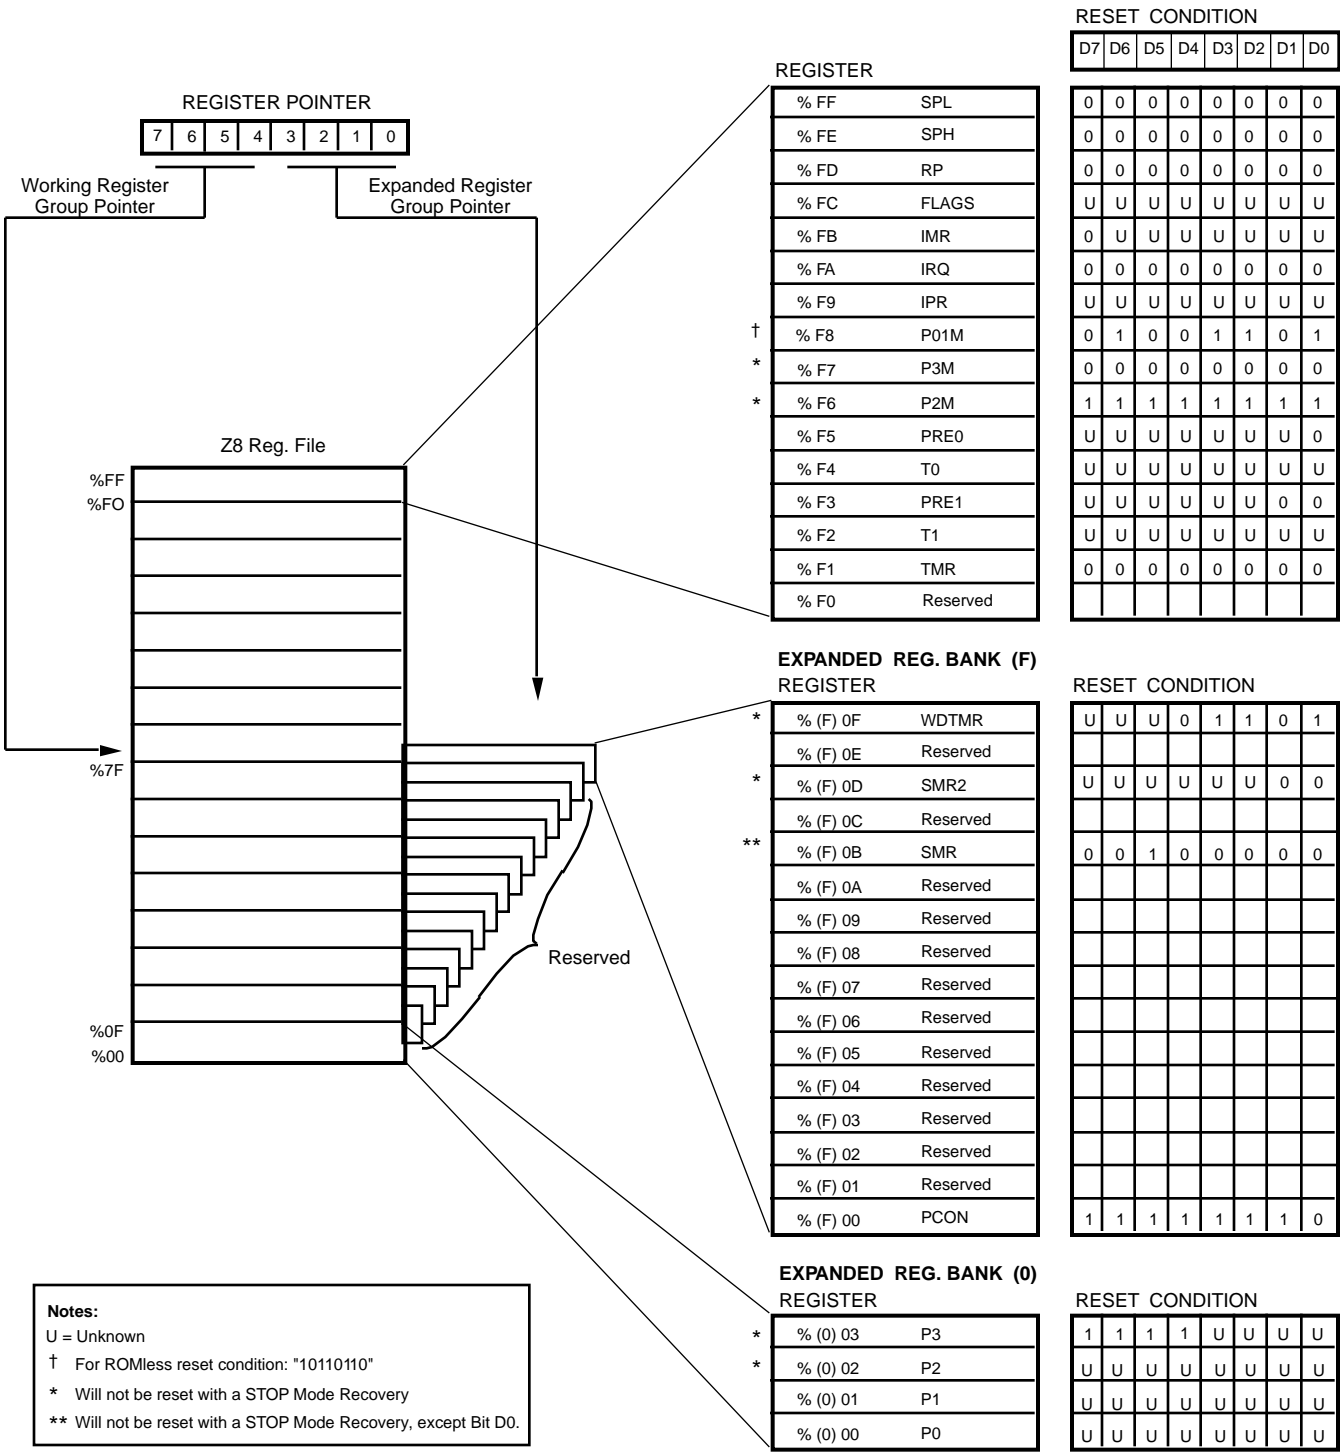 REGISTER POINTER
7 6 5 4 3 2 1 0
Working Register
Group Pointer
Expanded Register
Group Pointer
Z8 Reg. File
%FF
%FO
%7F
%0F
%00
Reserved
RESET CONDITION
D7 D6 D5 D4 D3 D2 D1 D0
REGISTER
% FF SPL 0 0 0 0 0 0 0 0
% FE SPH 0 0 0 0 0 0 0 0
% FD RP 0 0 0 0 0 0 0 0
% FC FLAGS U U U U U U U U
% FB IMR 0 U U U U U U U
% FA IRQ 0 0 0 0 0 0 0 0
% F9 IPR U U U U U U U U
† % F8 P01M 0 1 0 0 1 1 0 1
* % F7 P3M 0 0 0 0 0 0 0 0
* % F6 P2M 1 1 1 1 1 1 1 1
% F5 PRE0 U U U U U U U 0
% F4 T0 U U U U U U U U
% F3 PRE1 U U U U U U 0 0
% F2 T1 U U U U U U U U
% F1 TMR 0 0 0 0 0 0 0 0
% F0 Reserved
EXPANDED REG. BANK (F)
REGISTER RESET CONDITION
* % (F) 0F WDTMR U U U 0 1 1 0 1
% (F) 0E Reserved
* % (F) 0D SMR2 U U U U U U 0 0
% (F) 0C Reserved
** % (F) 0B SMR 0 0 1 0 0 0 0 0
% (F) 0A Reserved
% (F) 09 Reserved
% (F) 08 Reserved
% (F) 07 Reserved
% (F) 06 Reserved
% (F) 05 Reserved
% (F) 04 Reserved
% (F) 03 Reserved
% (F) 02 Reserved
% (F) 01 Reserved
% (F) 00 PCON 1 1 1 1 1 1 1 0
EXPANDED REG. BANK (0)
REGISTER RESET CONDITION
* % (0) 03 P3 1 1 1 1 U U U U
* % (0) 02 P2 U U U U U U U U
% (0) 01 P1 U U U U U U U U
% (0) 00 P0 U U U U U U U U
Notes:
U = Unknown
† For ROMless reset condition: "10110110"
* Will not be reset with a STOP Mode Recovery
** Will not be reset with a STOP Mode Recovery, except Bit D0.